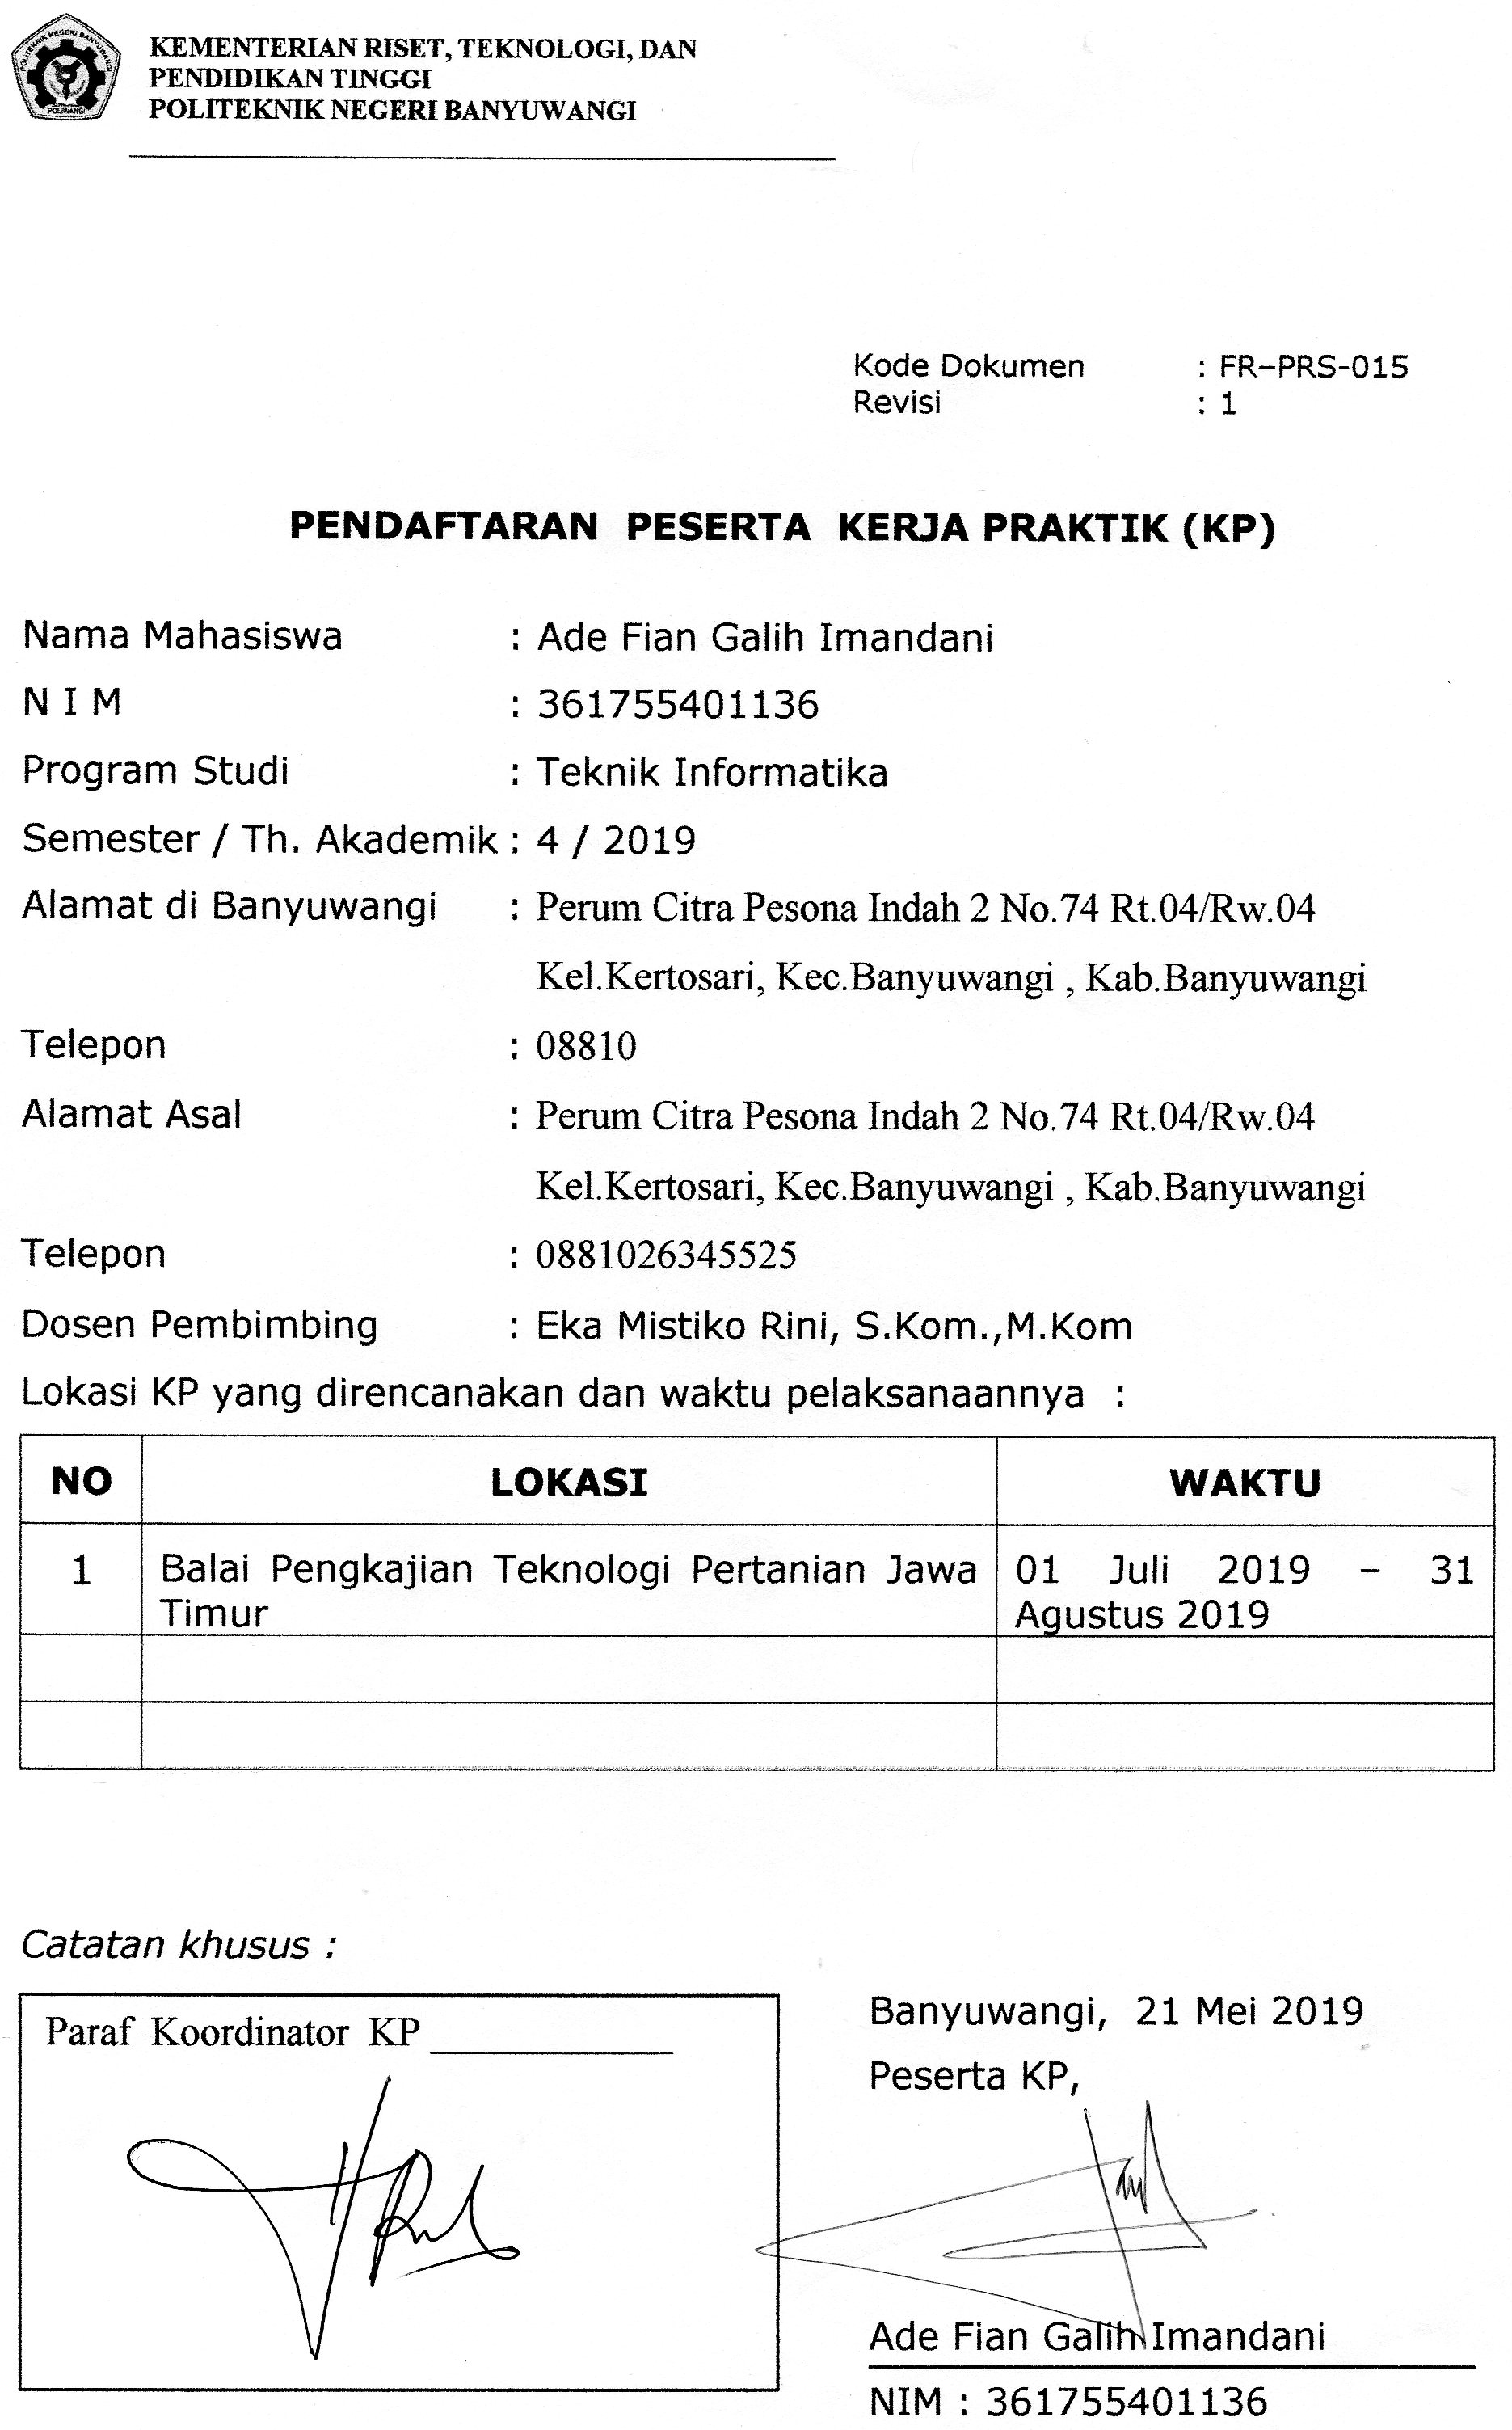 POLITEKNIK NEGERI BANYUWANGI
POLIWANGI
KEMENTERIAN RISET, TEKNOLOGI, DAN
PENDIDIKAN TINGGI
POLITEKNIK NEGERI BANYUWANGI
Kode Dokumen : FR–PRS-015
Revisi : 1
PENDAFTARAN PESERTA KERJA PRAKTIK (KP)
Nama Mahasiswa : Ade Fian Galih Imandani
N I M : 361755401136
Program Studi : Teknik Informatika
Semester / Th. Akademik : 4 / 2019
Alamat di Banyuwangi : Perum Citra Pesona Indah 2 No.74 Rt.04/Rw.04
Kel.Kertosari, Kec.Banyuwangi , Kab.Banyuwangi
Telepon : 08810
Alamat Asal : Perum Citra Pesona Indah 2 No.74 Rt.04/Rw.04
Kel.Kertosari, Kec.Banyuwangi , Kab.Banyuwangi
Telepon : 0881026345525
Dosen Pembimbing : Eka Mistiko Rini, S.Kom.,M.Kom
Lokasi KP yang direncanakan dan waktu pelaksanaannya :
NO LOKASI WAKTU
1 Balai Pengkajian Teknologi Pertanian Jawa 01 Juli 2019 – 31
Timur Agustus 2019
Catatan khusus :
Paraf Koordinator KP
Banyuwangi, 21 Mei 2019
Peserta KP,
Ade Fian Galih Imandani
NIM : 361755401136